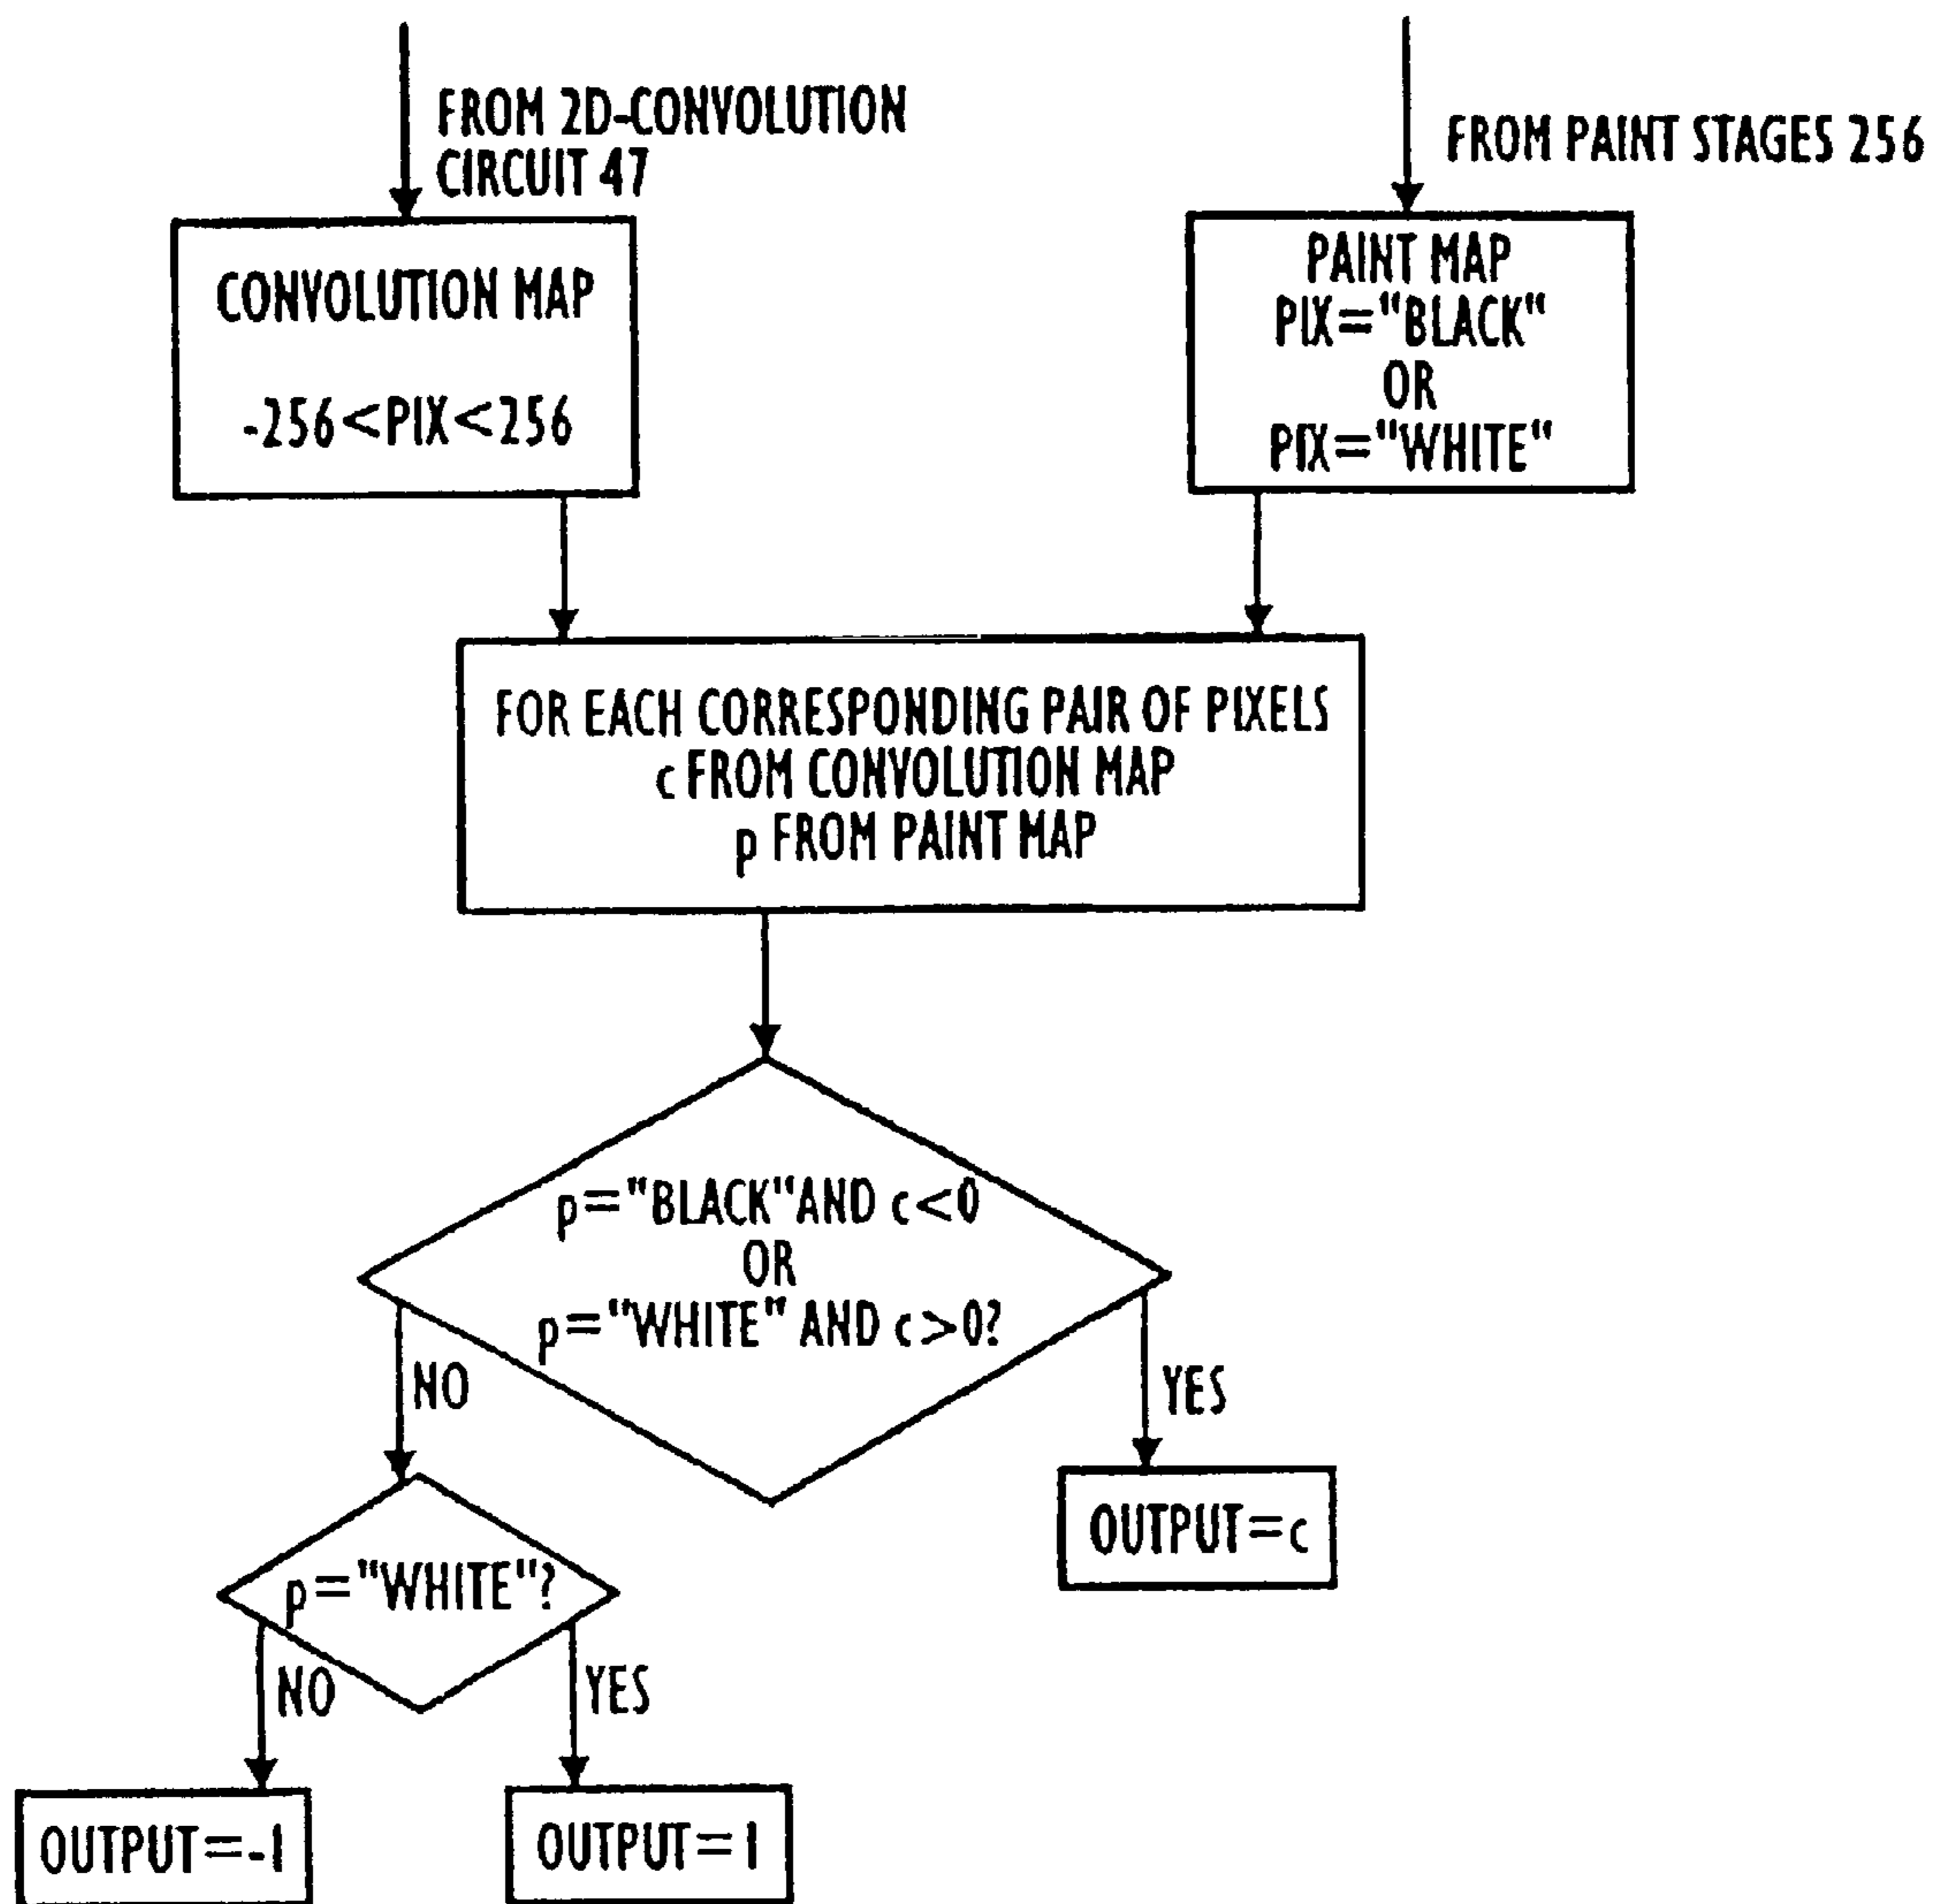 FROM 2D-CONVOLUTION
CIRCUIT 47
FROM PAINT STAGES 256
CONVOLUTION MAP
-256<PIX<256
PAINT MAP
PIX="BLACK"
OR
PIX="WHITE"
FOR EACH CORRESPONDING PAIR OF PIXELS
c FROM CONVOLUTION MAP
p FROM PAINT MAP
p="BLACK"AND c<0
OR
p="WHITE" AND c>0?
NO
YES
OUTPUT=c
p="WHITE"?
NO
YES
OUTPUT=-1
OUTPUT=1